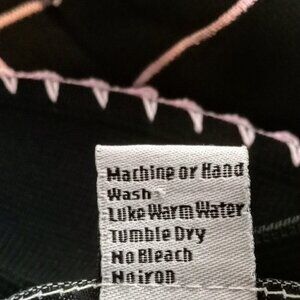 Machine or Hand
Wash
Luke Warm Water
Tumble Dry
No Bleach
No iron